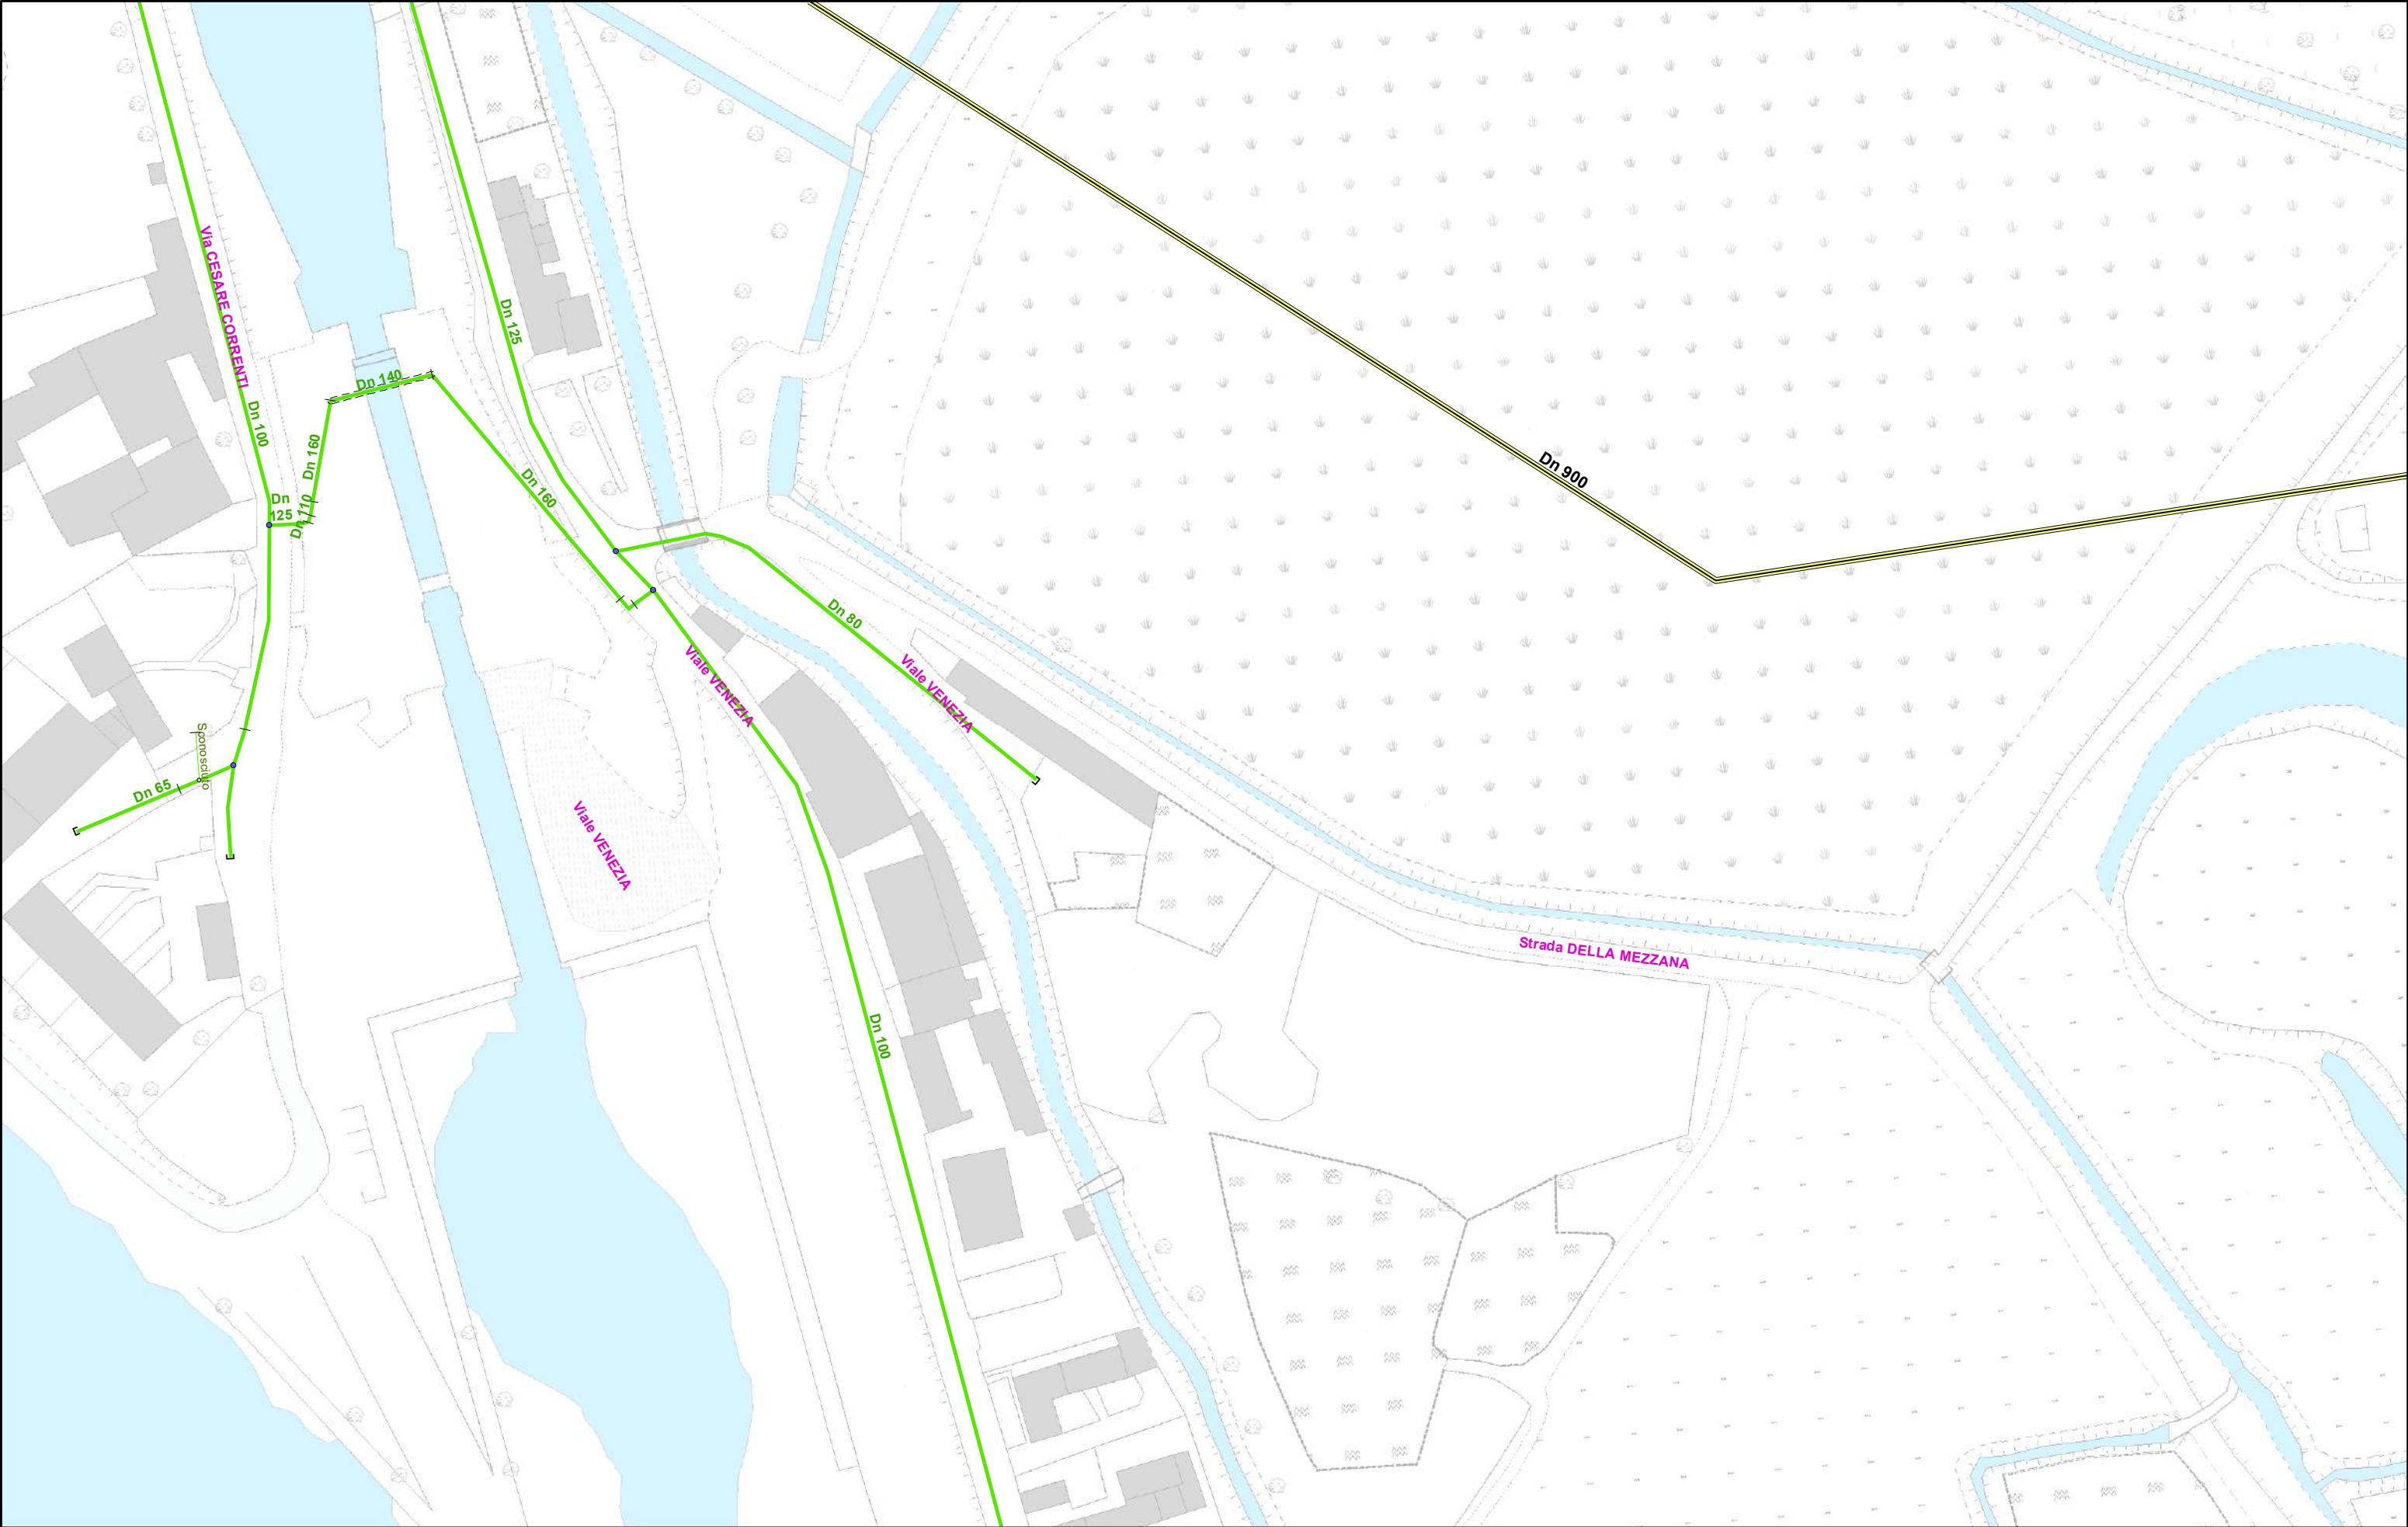 Via CESARE CORRENTI
Dn 125
Dn 140
Dn 100
Dn 160
Dn 160
Dn 900
Dn
125
Dn 110
Dn 80
Viale VENEZIA
Viale VENEZIA
Sconosciuto
Dn 65
Viale VENEZIA
Strada DELLA MEZZANA
Dn 100